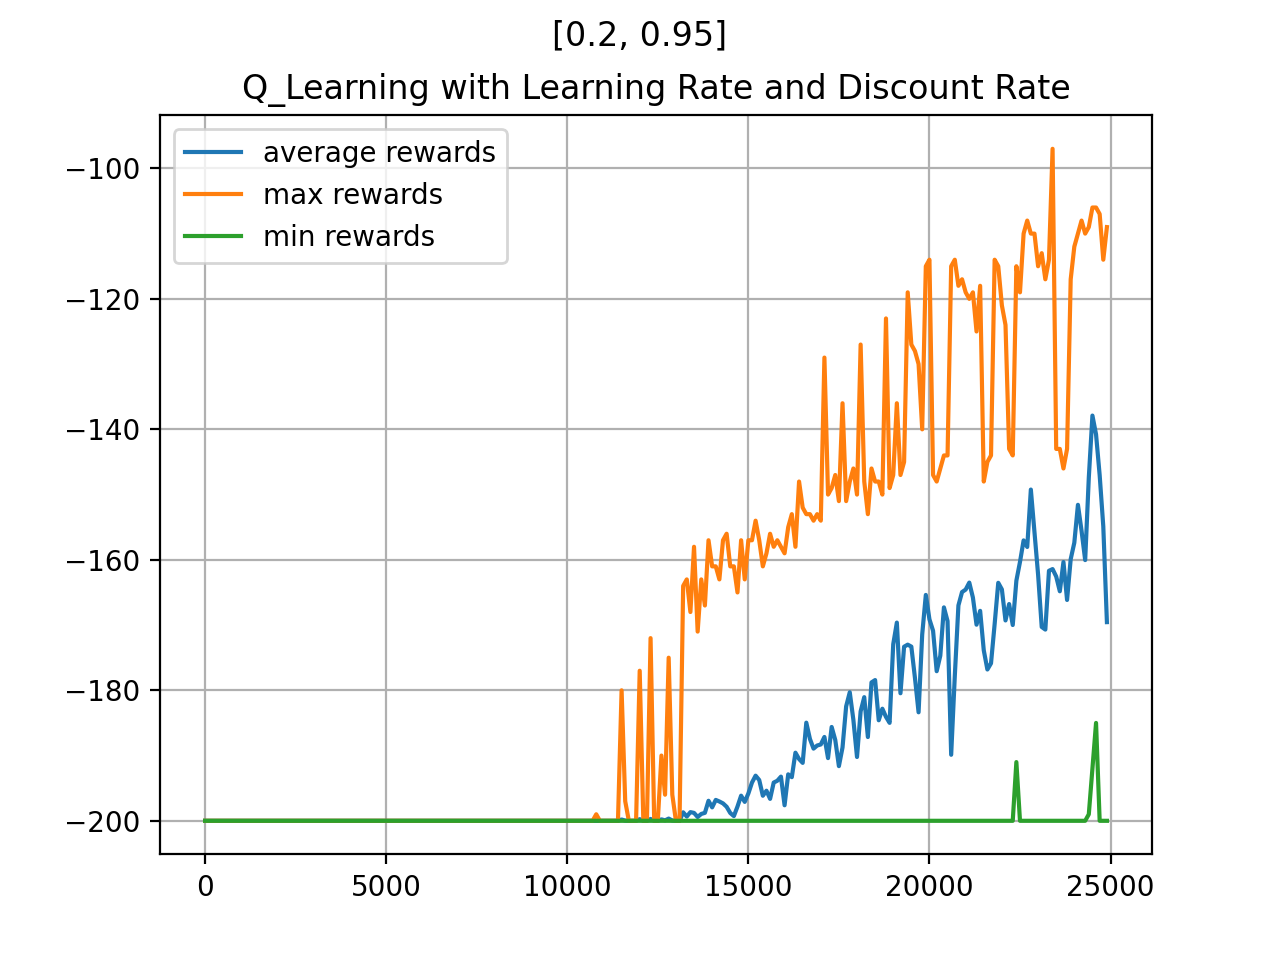 [0.2, 0.95]
Q_Learning with Learning Rate and Discount Rate
average rewards
max rewards
min rewards
−100
−120
−140
−160
−180
−200
0 5000 10000 15000 20000 25000